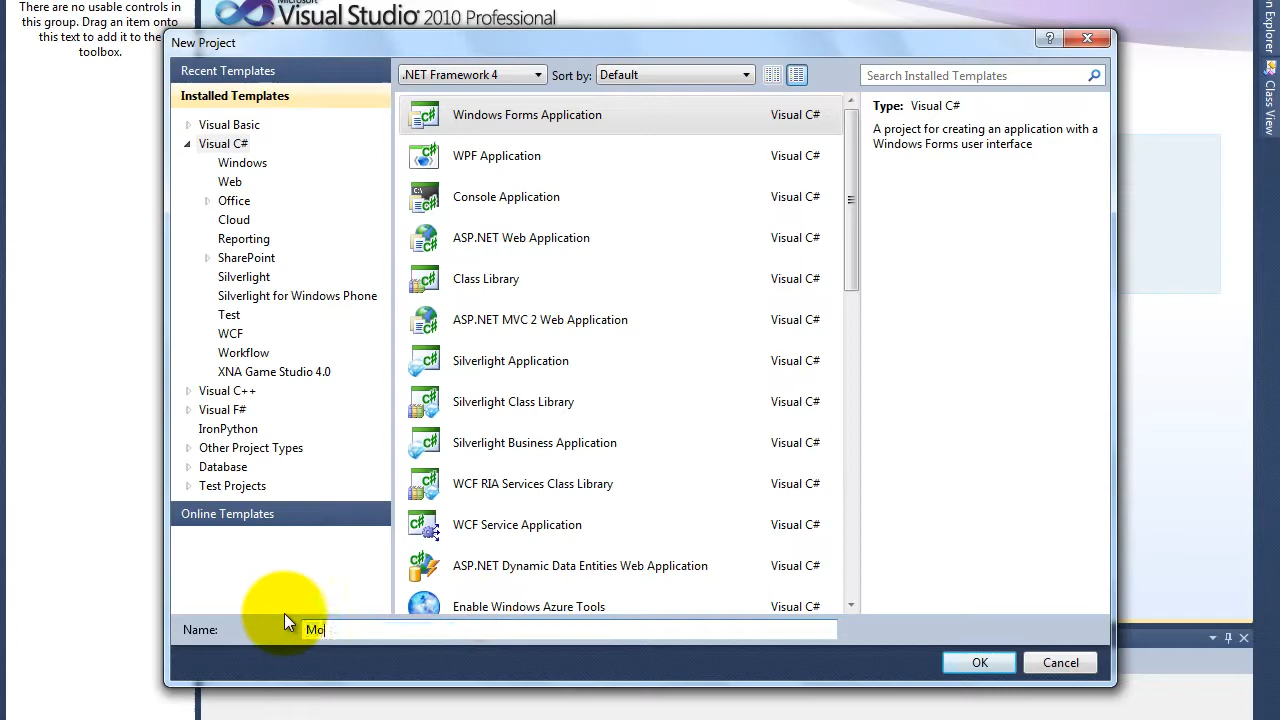 There are no usable controls in
this group. Drag an item onto
this text to add it to the
toolbox.
Visual Studio 2010 Professional
New Project
Recent Templates
Installed Templates
Visual Basic
Visual C#
Windows
Web
Office
Cloud
Reporting
SharePoint
Silverlight
Silverlight for Windows Phone
Test
WCF
Workflow
XNA Game Studio 4.0
Visual C++
Visual F#
IronPython
Other Project Types
Database
Test Projects
Online Templates
.NET Framework 4
Sort by: Default
Search Installed Templates
Windows Forms Application Visual C#
WPF Application Visual C#
Console Application Visual C#
ASP.NET Web Application Visual C#
Class Library Visual C#
ASP.NET MVC 2 Web Application Visual C#
Silverlight Application Visual C#
Silverlight Class Library Visual C#
Silverlight Business Application Visual C#
WCF RIA Services Class Library Visual C#
WCF Service Application Visual C#
ASP.NET Dynamic Data Entities Web Application Visual C#
Enable Windows Azure Tools Visual C#
Type: Visual C#
A project for creating an application with a
Windows Forms user interface
Name: Mo
OK
Cancel
Explorer
Class View